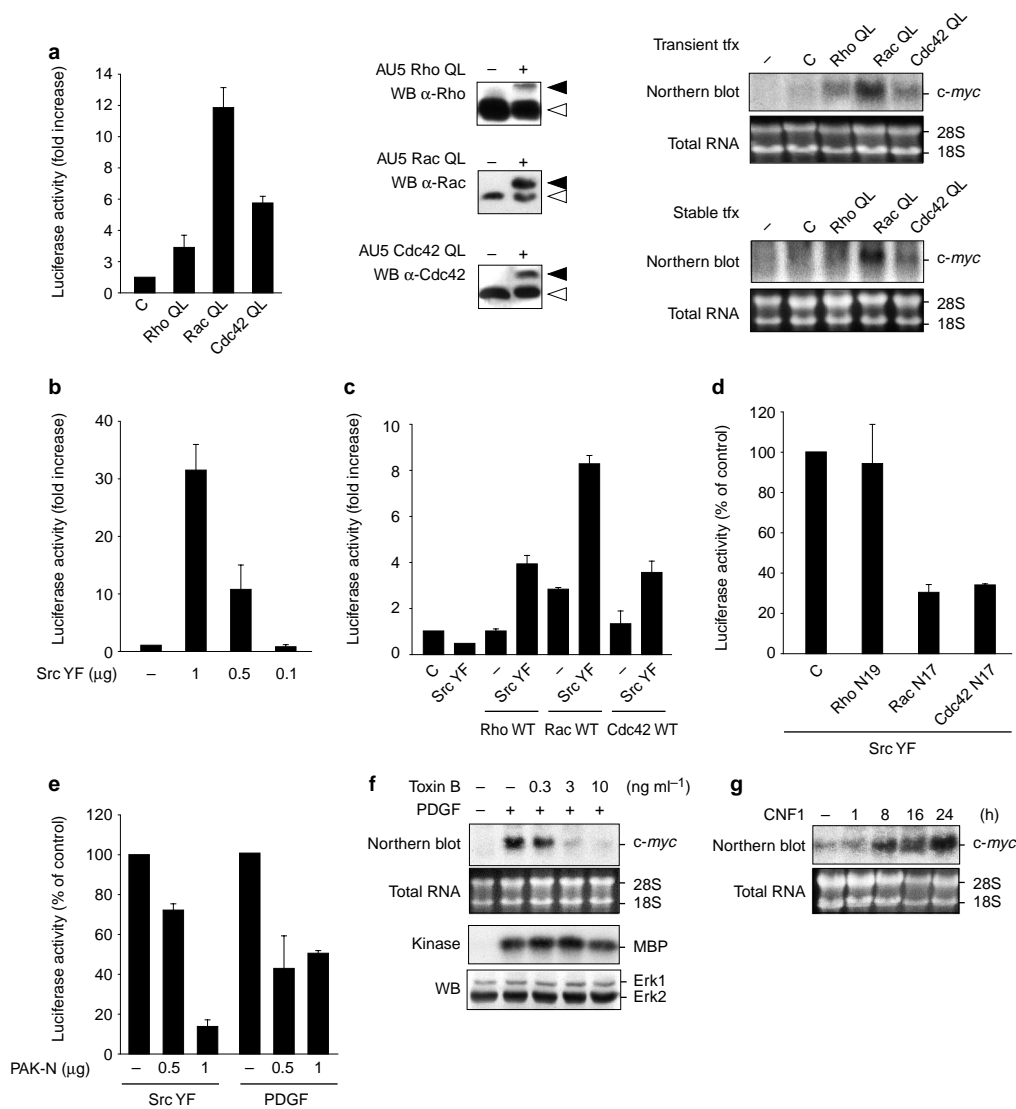 a
Luciferase activity (fold increase)
14
12
10
8
6
4
2
0
C
Rho QL
Rac QL
Cdc42 QL
AU5 Rho QL – +
WB α-Rho
AU5 Rac QL – +
WB α-Rac
AU5 Cdc42 QL – +
WB α-Cdc42
Transient tfx – C Rho QL Rac QL Cdc42 QL
Northern blot c-myc
Total RNA 28S
18S
Stable tfx – C Rho QL Rac QL Cdc42 QL
Northern blot c-myc
Total RNA 28S
18S
b
Luciferase activity (fold increase)
40
30
20
10
0
Src YF (μg) – 1 0.5 0.1
c
Luciferase activity (fold increase)
10
8
6
4
2
0
C Src YF – Src YF – Src YF – Src YF
Rho WT Rac WT Cdc42 WT
d
Luciferase activity (% of control)
120
100
80
60
40
20
0
C Rho N19 Rac N17 Cdc42 N17
Src YF
e
Luciferase activity (% of control)
120
100
80
60
40
20
0
PAK-N (μg) – 0.5 1 – 0.5 1
Src YF PDGF
f
Toxin B – – 0.3 3 10 (ng ml⁻¹)
PDGF – + + + +
Northern blot c-myc
Total RNA 28S
18S
Kinase MBP
WB Erk1
Erk2
g
CNF1 – 1 8 16 24 (h)
Northern blot c-myc
Total RNA 28S
18S